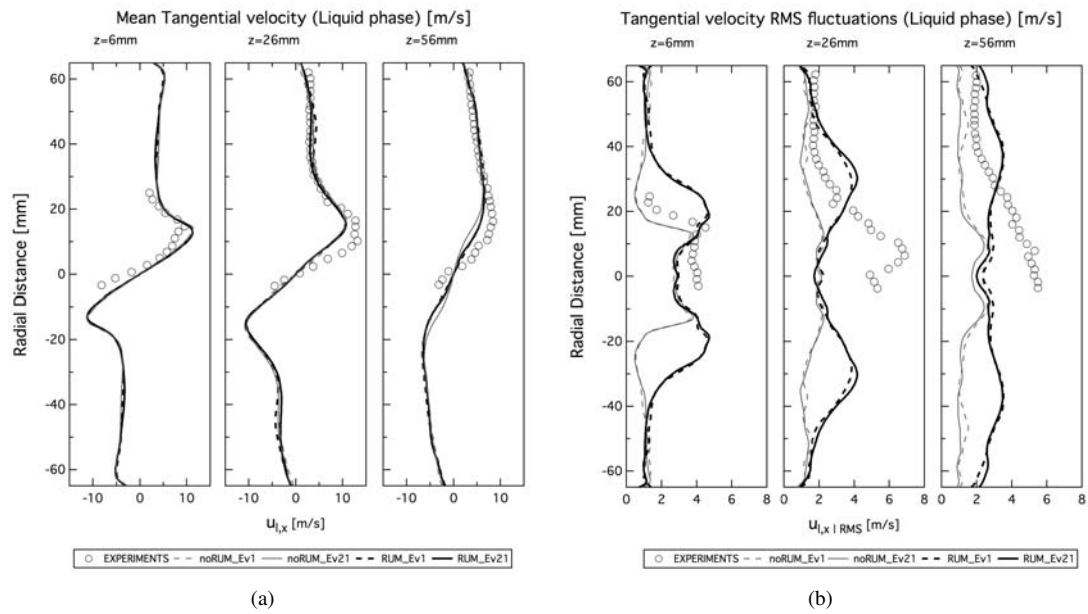 Mean Tangential velocity (Liquid phase) [m/s]
z=6mm z=26mm z=56mm
60
40
20
0
-20
-40
-60
Radial Distance [mm]
-10 0 10 -10 0 10 -10 0 10
u_l,x [m/s]
EXPERIMENTS noRUM_Ev1 noRUM_Ev21 RUM_Ev1 RUM_Ev21
(a)
Tangential velocity RMS fluctuations (Liquid phase) [m/s]
z=6mm z=26mm z=56mm
60
40
20
0
-20
-40
-60
Radial Distance [mm]
0 2 4 6 8 0 2 4 6 8 0 2 4 6 8
u_l,x | RMS [m/s]
EXPERIMENTS noRUM_Ev1 noRUM_Ev21 RUM_Ev1 RUM_Ev21
(b)